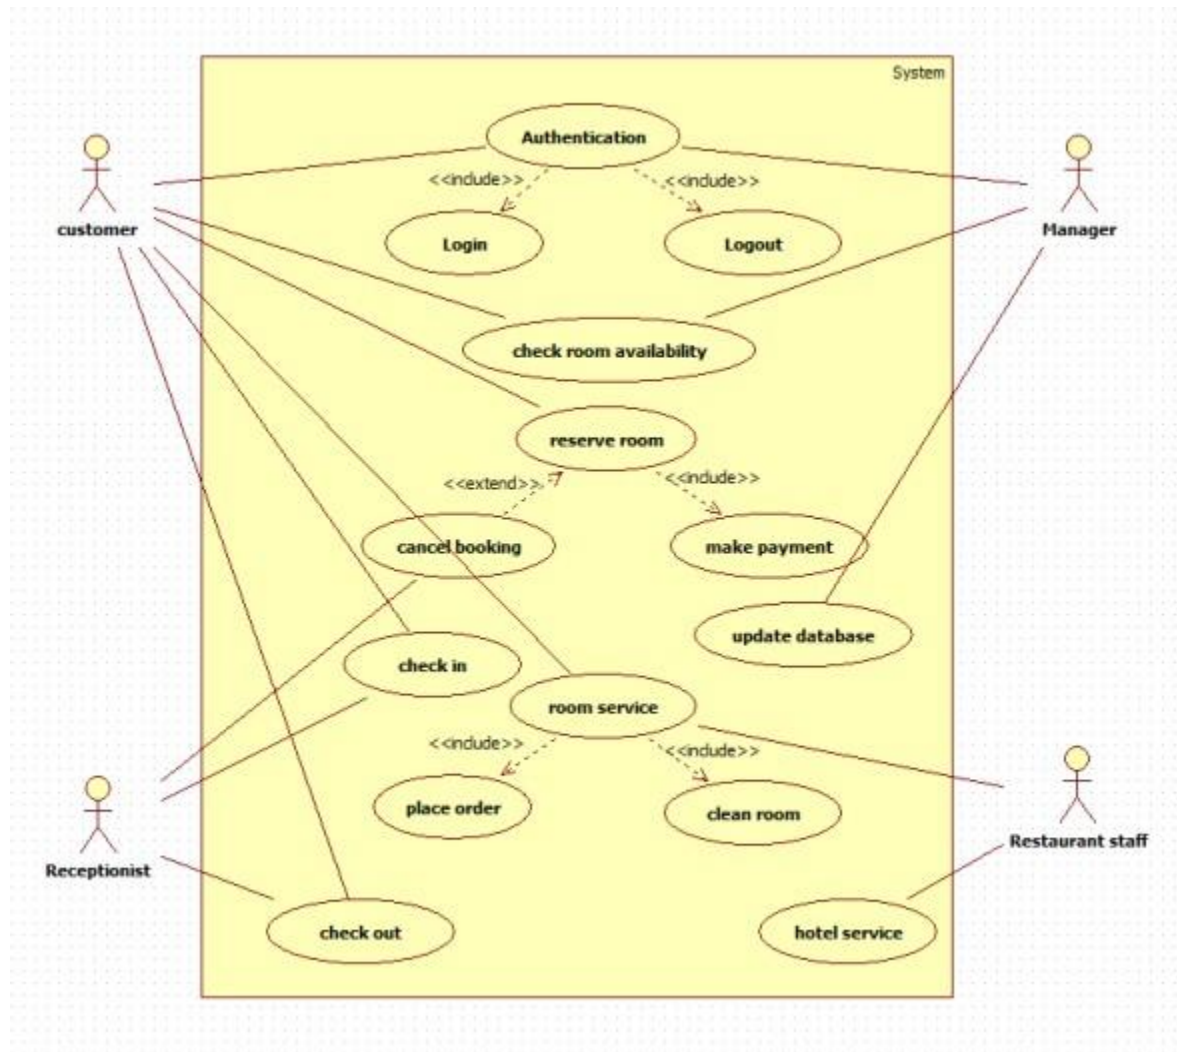 System
Authentication
<<include>>
<<include>>
customer
Login
Logout
Manager
check room availability
reserve room
<<extend>>
<<include>>
cancel booking
make payment
update database
check in
room service
<<include>>
<<include>>
place order
clean room
Restaurant staff
Receptionist
check out
hotel service